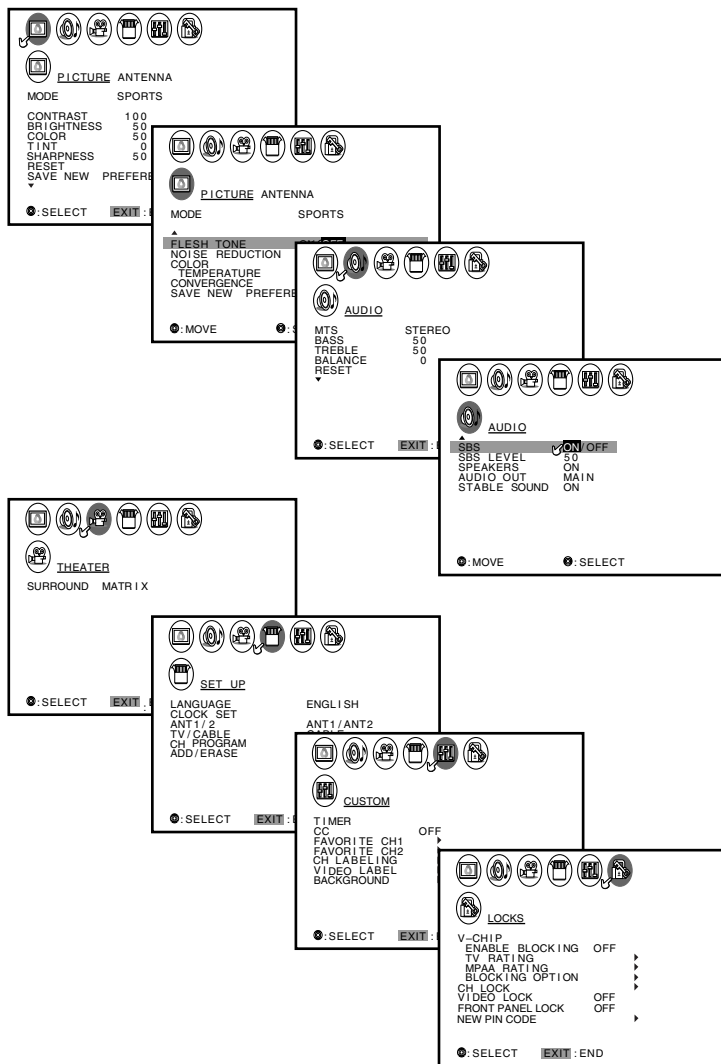 PICTURE ANTENNA
MODE SPORTS
CONTRAST 100
BRIGHTNESS 50
COLOR 50
TINT 0
SHARPNESS 50
RESET
SAVE NEW PREFERE
:SELECT EXIT :
PICTURE ANTENNA
MODE SPORTS
FLESH TONE
NOISE REDUCTION
COLOR
TEMPERATURE
CONVERGENCE
SAVE NEW PREFERE
:MOVE :
AUDIO
MTS STEREO
BASS 50
TREBLE 50
BALANCE 0
RESET
:SELECT EXIT :
AUDIO
SBS ON/OFF
SBS LEVEL 50
SPEAKERS ON
AUDIO OUT MAIN
STABLE SOUND ON
:MOVE :SELECT
THEATER
SURROUND MATRIX
:SELECT EXIT :
SET UP
LANGUAGE ENGLISH
CLOCK SET
ANT1/2 ANT1/ANT2
TV/CABLE CABLE
CH PROGRAM
ADD/ERASE
:SELECT EXIT :
CUSTOM
TIMER
CC OFF
FAVORITE CH1
FAVORITE CH2
CH LABELING
VIDEO LABEL
BACKGROUND
:SELECT EXIT :
LOCKS
V-CHIP
ENABLE BLOCKING OFF
TV RATING
MPAA RATING
BLOCKING OPTION
CH LOCK
VIDEO LOCK OFF
FRONT PANEL LOCK OFF
NEW PIN CODE
:SELECT EXIT :END